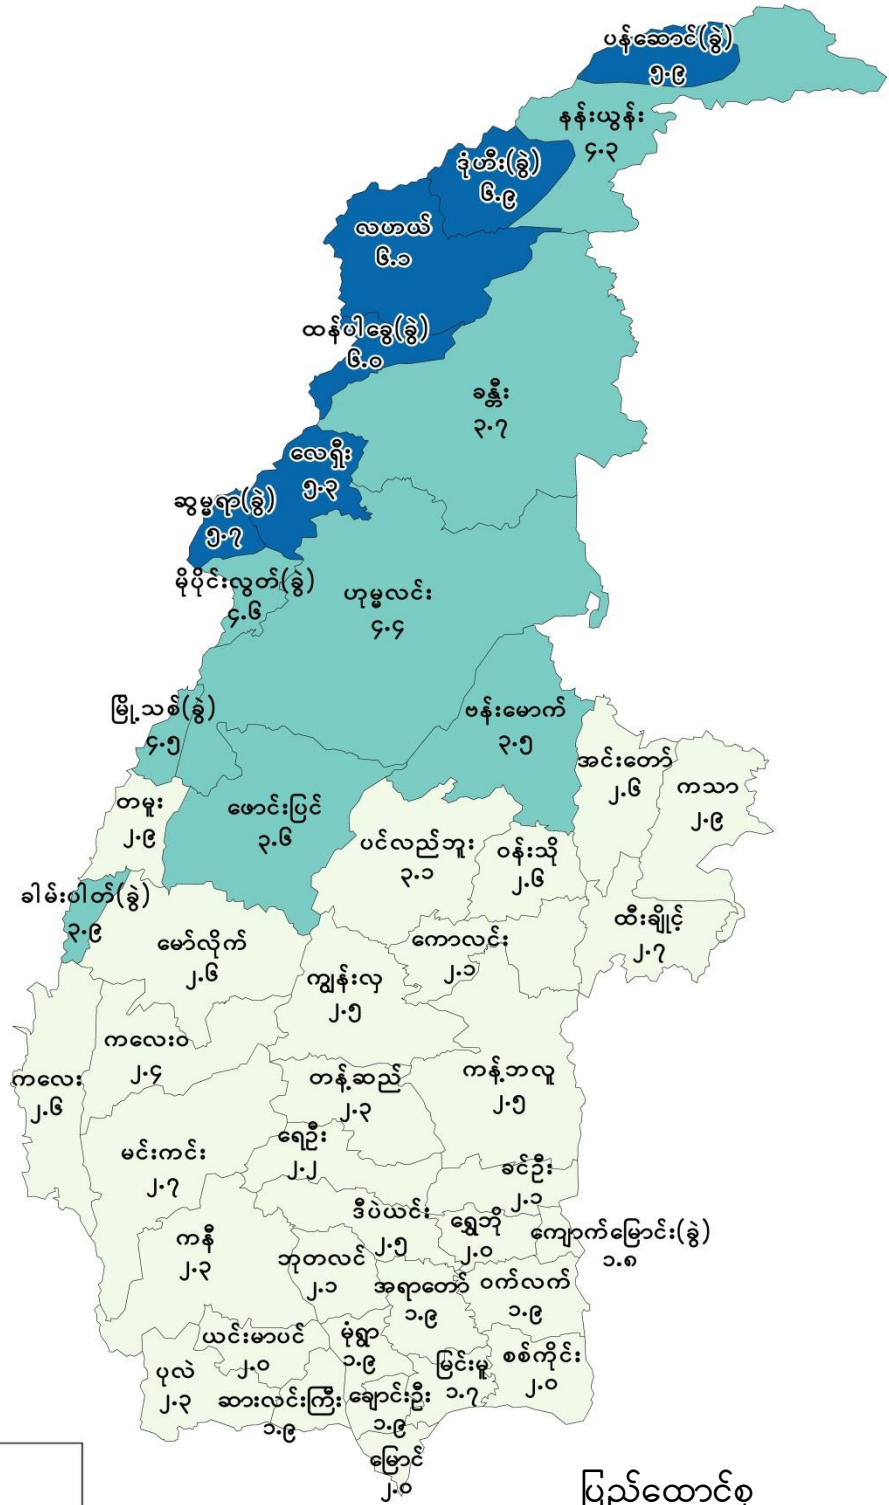 ပန်ဆောင်(ခွဲ)
၅.၉
နန်းယွန်း
၄.၃
ဒုံဟီး(ခွဲ)
၆.၉
လဟယ်
၆.၁
ထန်ပါခွေ(ခွဲ)
၆.၀
ခန္တီး
၃.၇
လေရှီး
၅.၃
ဆွမ္မရာ(ခွဲ)
၅.၇
မိုပိုင်းလွတ်(ခွဲ)
၄.၆
ဟုမ္မလင်း
၄.၄
မြို့သစ်(ခွဲ)
၄.၅
ဗန်းမောက်
၃.၅
အင်းတော်
၂.၆
ကသာ
၂.၉
တမူး
၂.၉
ဖောင်းပြင်
၃.၆
ပင်လည်ဘူး
၃.၁
ဝန်းသို
၂.၆
ခါမ်းပါတ်(ခွဲ)
၃.၉
မော်လိုက်
၂.၆
ကောလင်း
၂.၁
ထီးချိုင့်
၂.၇
ကျွန်းလှ
၂.၅
ကလေးဝ
၂.၄
ကလေး
၂.၆
တန့်ဆည်
၂.၃
ကန့်ဘလူ
၂.၅
ရေဦး
၂.၂
မင်းကင်း
၂.၇
ခင်ဦး
၂.၁
ဒီပဲယင်း
၂.၅
ရွှေဘို
၂.၀
ကျောက်မြောင်း(ခွဲ)
၁.၈
ကနီ
၂.၃
ဘုတလင်
၂.၁
အရာတော်
၁.၉
ဝက်လက်
၁.၉
ယင်းမာပင်
၂.၀
မုံရွာ
၁.၉
မြင်းမူ
၁.၇
စစ်ကိုင်း
၂.၀
ပုလဲ
၂.၃
ဆားလင်းကြီး
၁.၉
ချောင်းဦး
၁.၉
မြောင်
၂.၀
ပြည်ထောင်စု